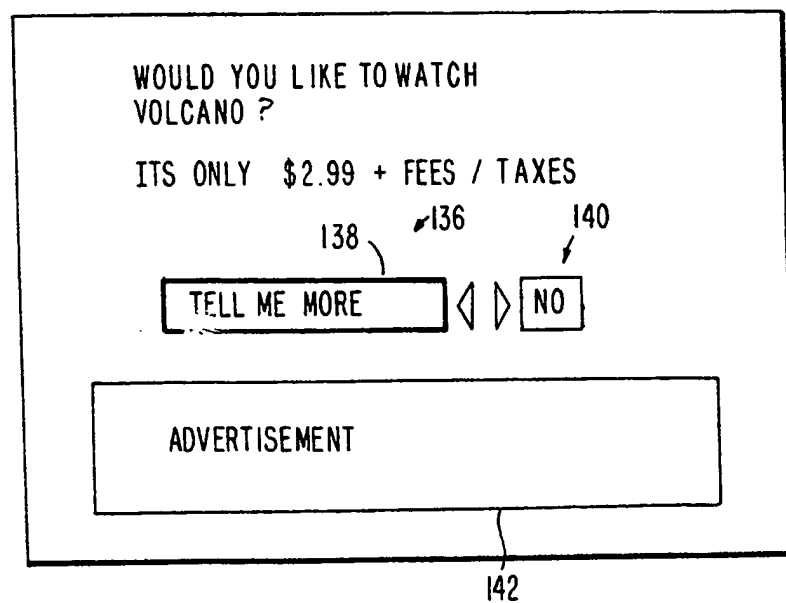 WOULD YOU LIKE TO WATCH
VOLCANO ?
ITS ONLY $2.99 + FEES / TAXES
138 136 140
TELL ME MORE NO
ADVERTISEMENT
142